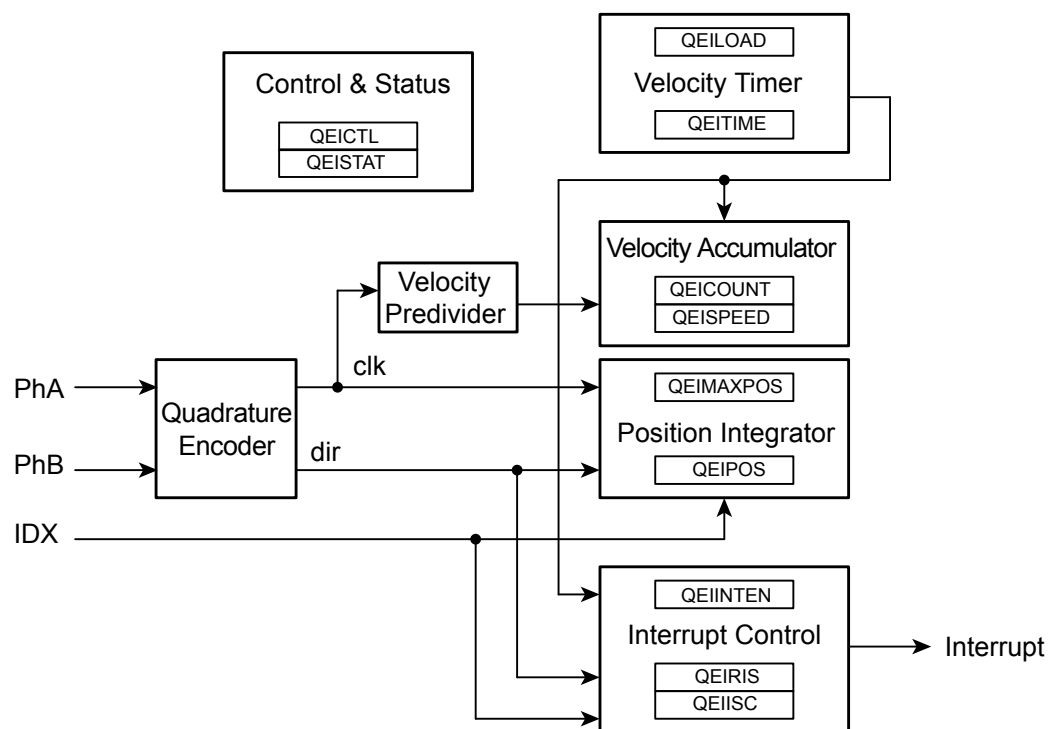 QEILOAD
Velocity Timer
QEITIME
Control & Status
QEICTL
QEISTAT
Velocity Accumulator
QEICOUNT
QEISPEED
Velocity
Predivider
clk
PhA
Quadrature
Encoder
PhB
dir
QEIMAXPOS
Position Integrator
QEIPOS
IDX
QEIINTEN
Interrupt Control
QEIRIS
QEIISC
Interrupt